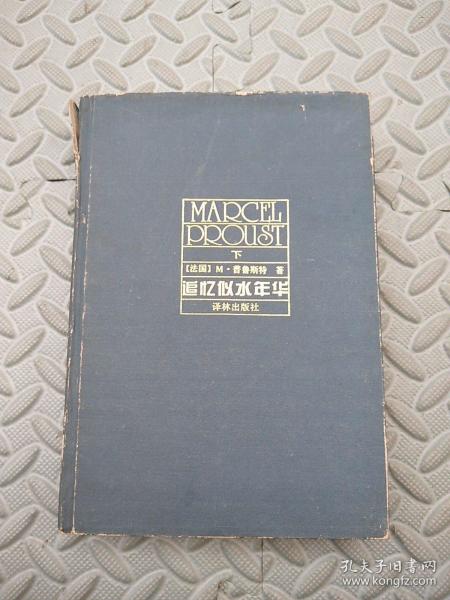 MARCEL
PROUST
下
[法国] M·普鲁斯特 著
追忆似水年华
译林出版社
孔夫子旧书网
www.kongfz.com